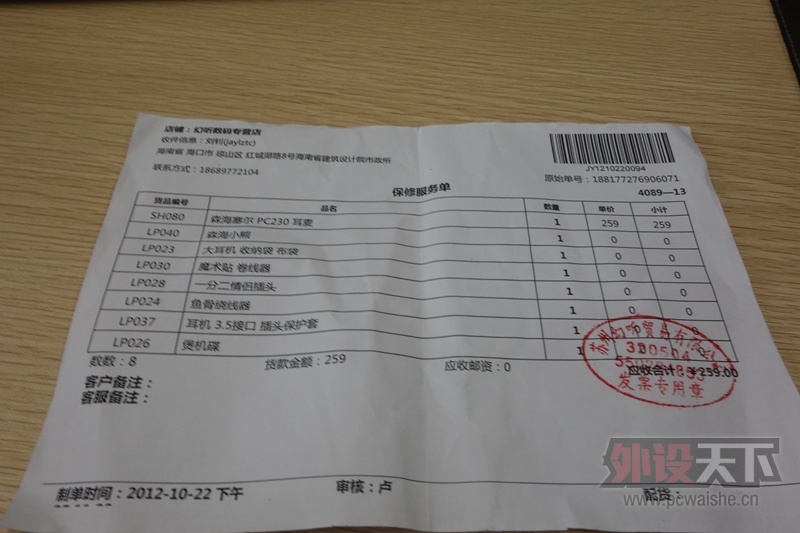 店铺：幻听数码专营店
收件信息：刘钊(jaylztc)
海南省 海口市 琼山区 红城湖路8号海南省建筑设计院市政所
联系方式：18689772104
JY1210220094
原始单号：188177276906071
保修服务单
4089—13
货品编号 品名 数量 单价 小计
SH080 森海塞尔 PC230 耳麦 1 259 259
LP040 森海小熊 1 0 0
LP023 大耳机 收纳袋 布袋 1 0 0
LP030 魔术贴 卷线器 1 0 0
LP028 一分二情侣插头 1 0 0
LP024 鱼骨绕线器 1 0 0
LP037 耳机 3.5接口 插头保护套 1 0
LP026 煲机碟 1
数数：8 货款金额：259 应收邮资：0 应收合计：￥259.00
客户备注：
客服备注：
贸易有
320504
发票专用章
制单时间：2012-10-22 下午 审核：卢 配货：
外设天下
www.pcwaishe.cn